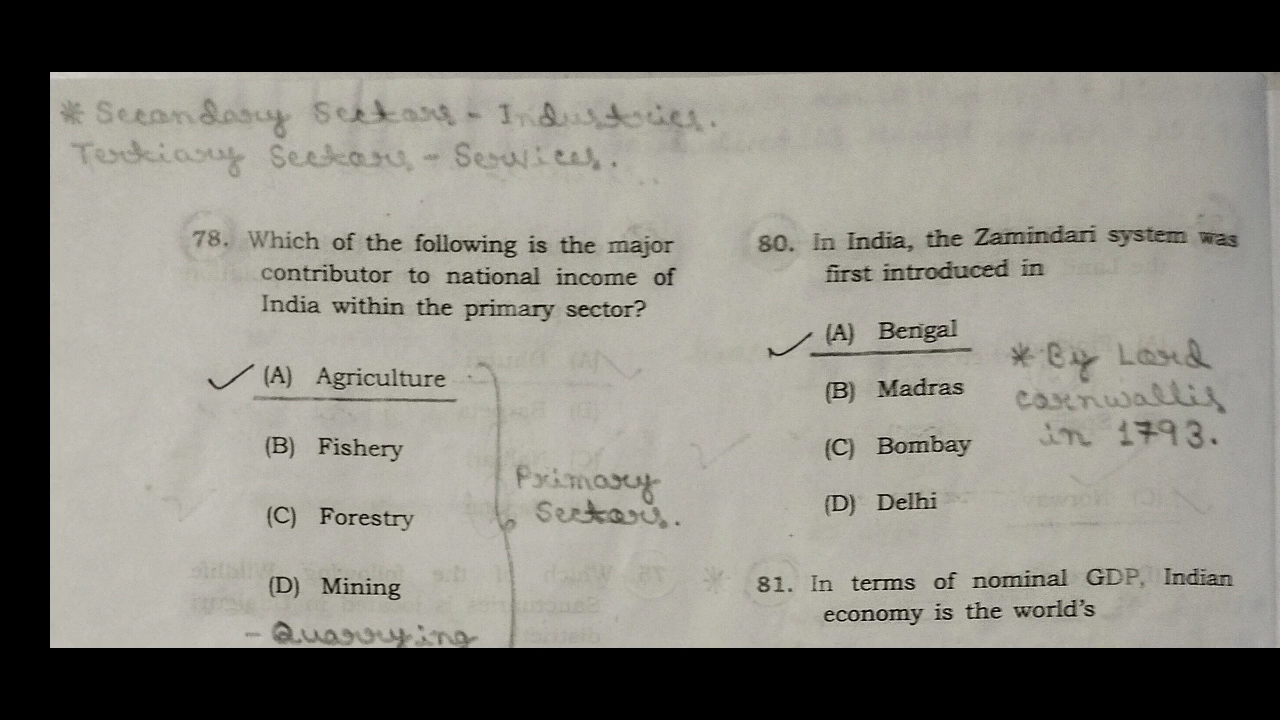 * Secondary Sectors - Industries.
Tertiary Sectors - Services.
78. Which of the following is the major
contributor to national income of
India within the primary sector?
(A) Agriculture
(B) Fishery
(C) Forestry
(D) Mining
- Quarrying
Primary
Sectors.
80. In India, the Zamindari system was
first introduced in
(A) Bengal
(B) Madras
(C) Bombay
(D) Delhi
* By Lord
cornwallis
in 1793.
81. In terms of nominal GDP, Indian
economy is the world's